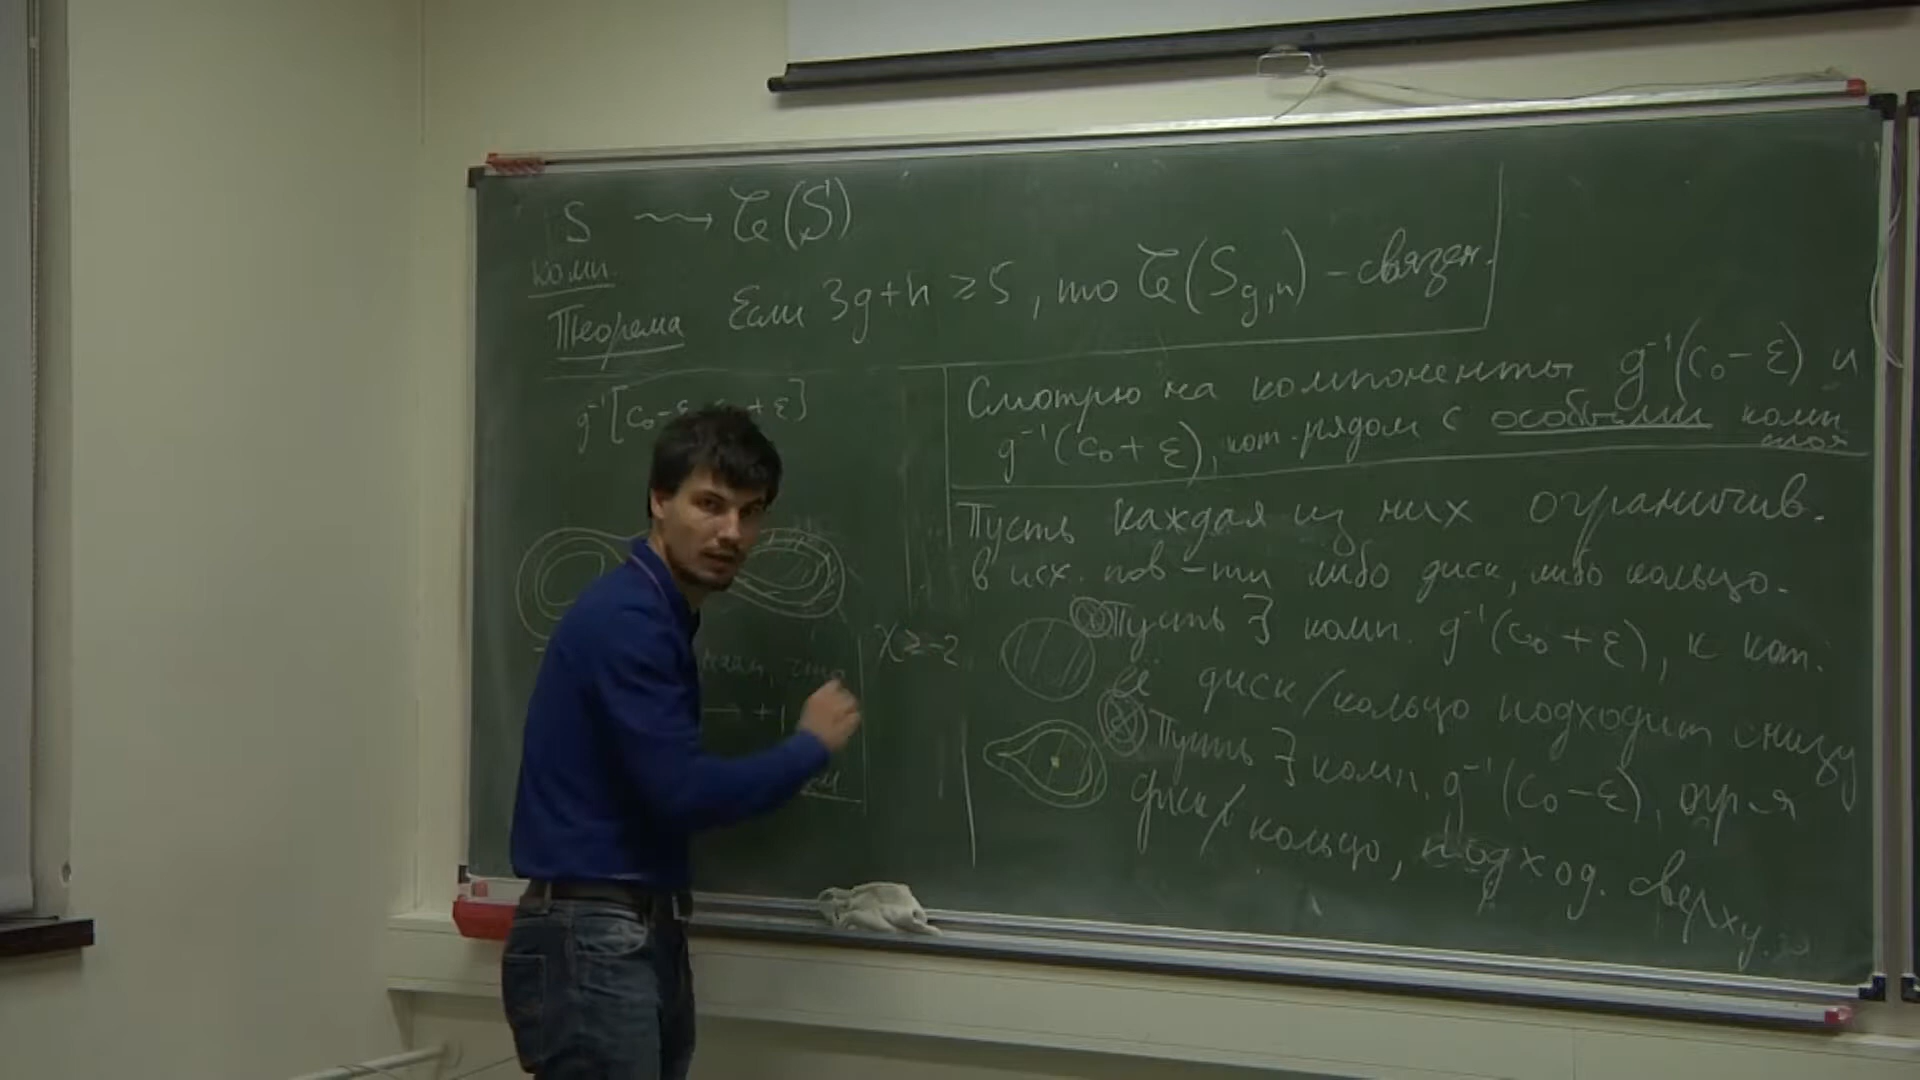 S ⟿ 𝒞(S)
комп.
Теорема Если 3g+n ≥ 5, то 𝒞(S_{g,n}) – связен.
Смотрю на компоненты g⁻¹(c₀-ε) и
g⁻¹(c₀+ε), кот. рядом с особыми комп
слоя
Пусть каждая из них ограничив.
в исх. пов-ти либо диск, либо кольцо.
Пусть ∃ комп. g⁻¹(c₀+ε), к кот.
её диск/кольцо подходит снизу
Пусть ∃ комп. g⁻¹(c₀-ε), огр-я
диск/кольцо, подход. сверху.
χ ≥ -2
→ +1